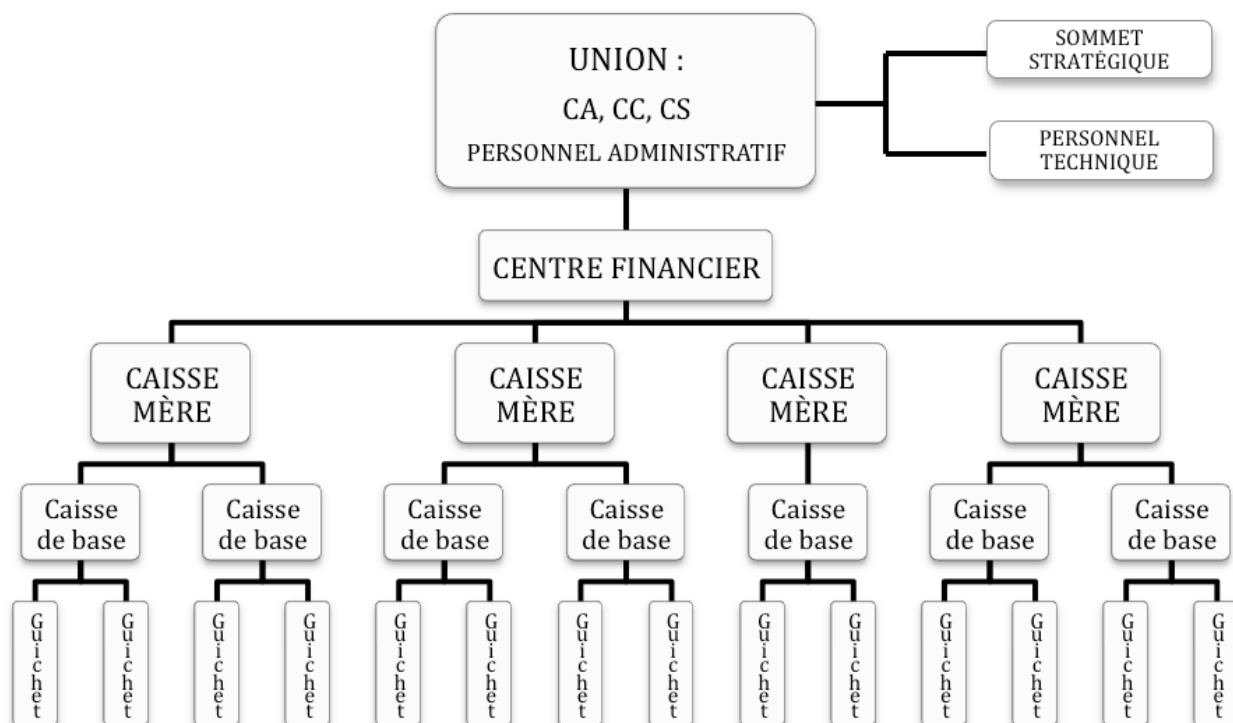 UNION :
CA, CC, CS
PERSONNEL ADMINISTRATIF
SOMMET
STRATÉGIQUE
PERSONNEL
TECHNIQUE
CENTRE FINANCIER
CAISSE
MÈRE
CAISSE
MÈRE
CAISSE
MÈRE
CAISSE
MÈRE
Caisse
de base
Caisse
de base
Caisse
de base
Caisse
de base
Caisse
de base
Caisse
de base
Caisse
de base
Guichet
Guichet
Guichet
Guichet
Guichet
Guichet
Guichet
Guichet
Guichet
Guichet
Guichet
Guichet
Guichet
Guichet